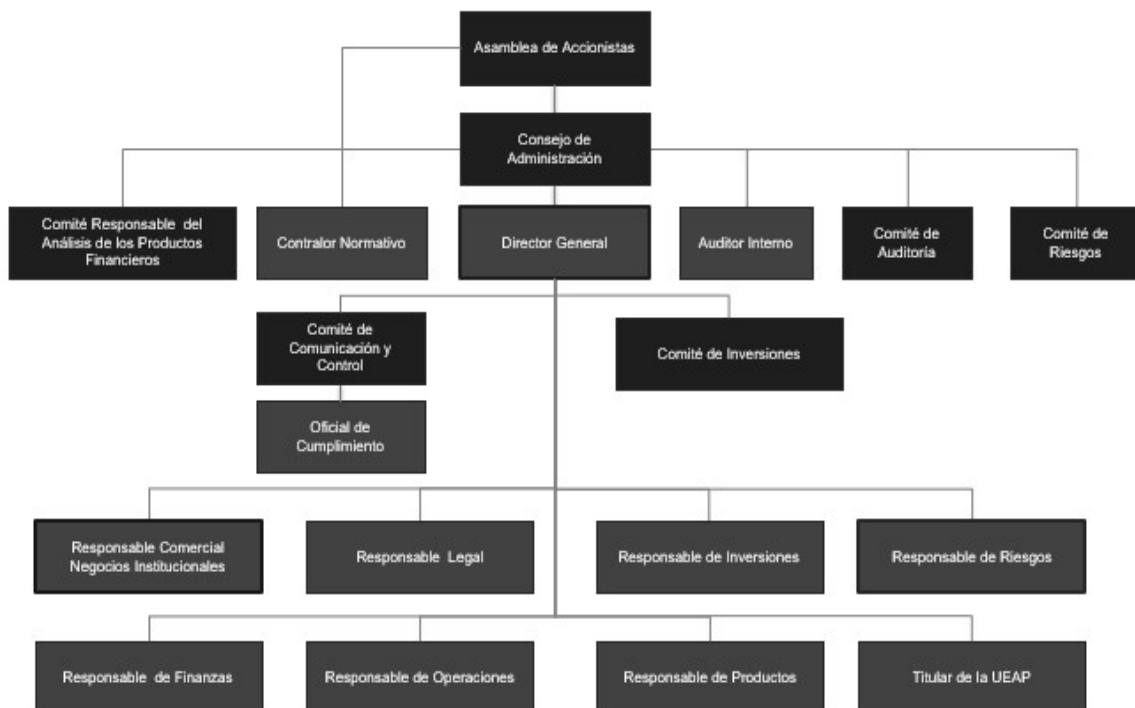 Asamblea de Accionistas
Consejo de
Administración
Comité Responsable del
Análisis de los Productos
Financieros
Contralor Normativo
Director General
Auditor Interno
Comité de
Auditoría
Comité de
Riesgos
Comité de
Comunicación y
Control
Comité de Inversiones
Oficial de
Cumplimiento
Responsable Comercial
Negocios Institucionales
Responsable Legal
Responsable de Inversiones
Responsable de Riesgos
Responsable de Finanzas
Responsable de Operaciones
Responsable de Productos
Titular de la UEAP